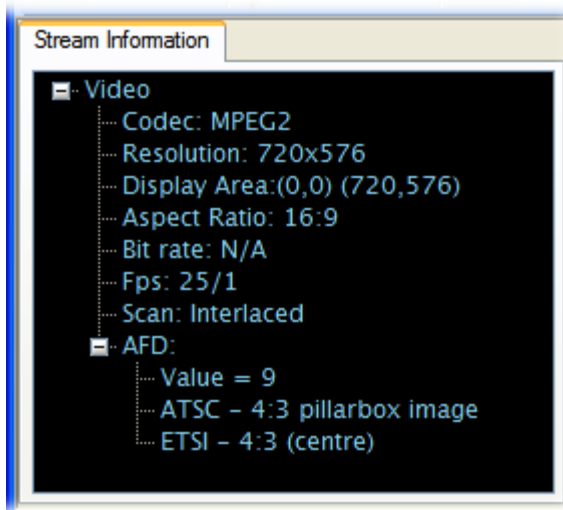 Stream Information
Video
Codec: MPEG2
Resolution: 720x576
Display Area:(0,0) (720,576)
Aspect Ratio: 16:9
Bit rate: N/A
Fps: 25/1
Scan: Interlaced
AFD:
Value = 9
ATSC – 4:3 pillarbox image
ETSI – 4:3 (centre)